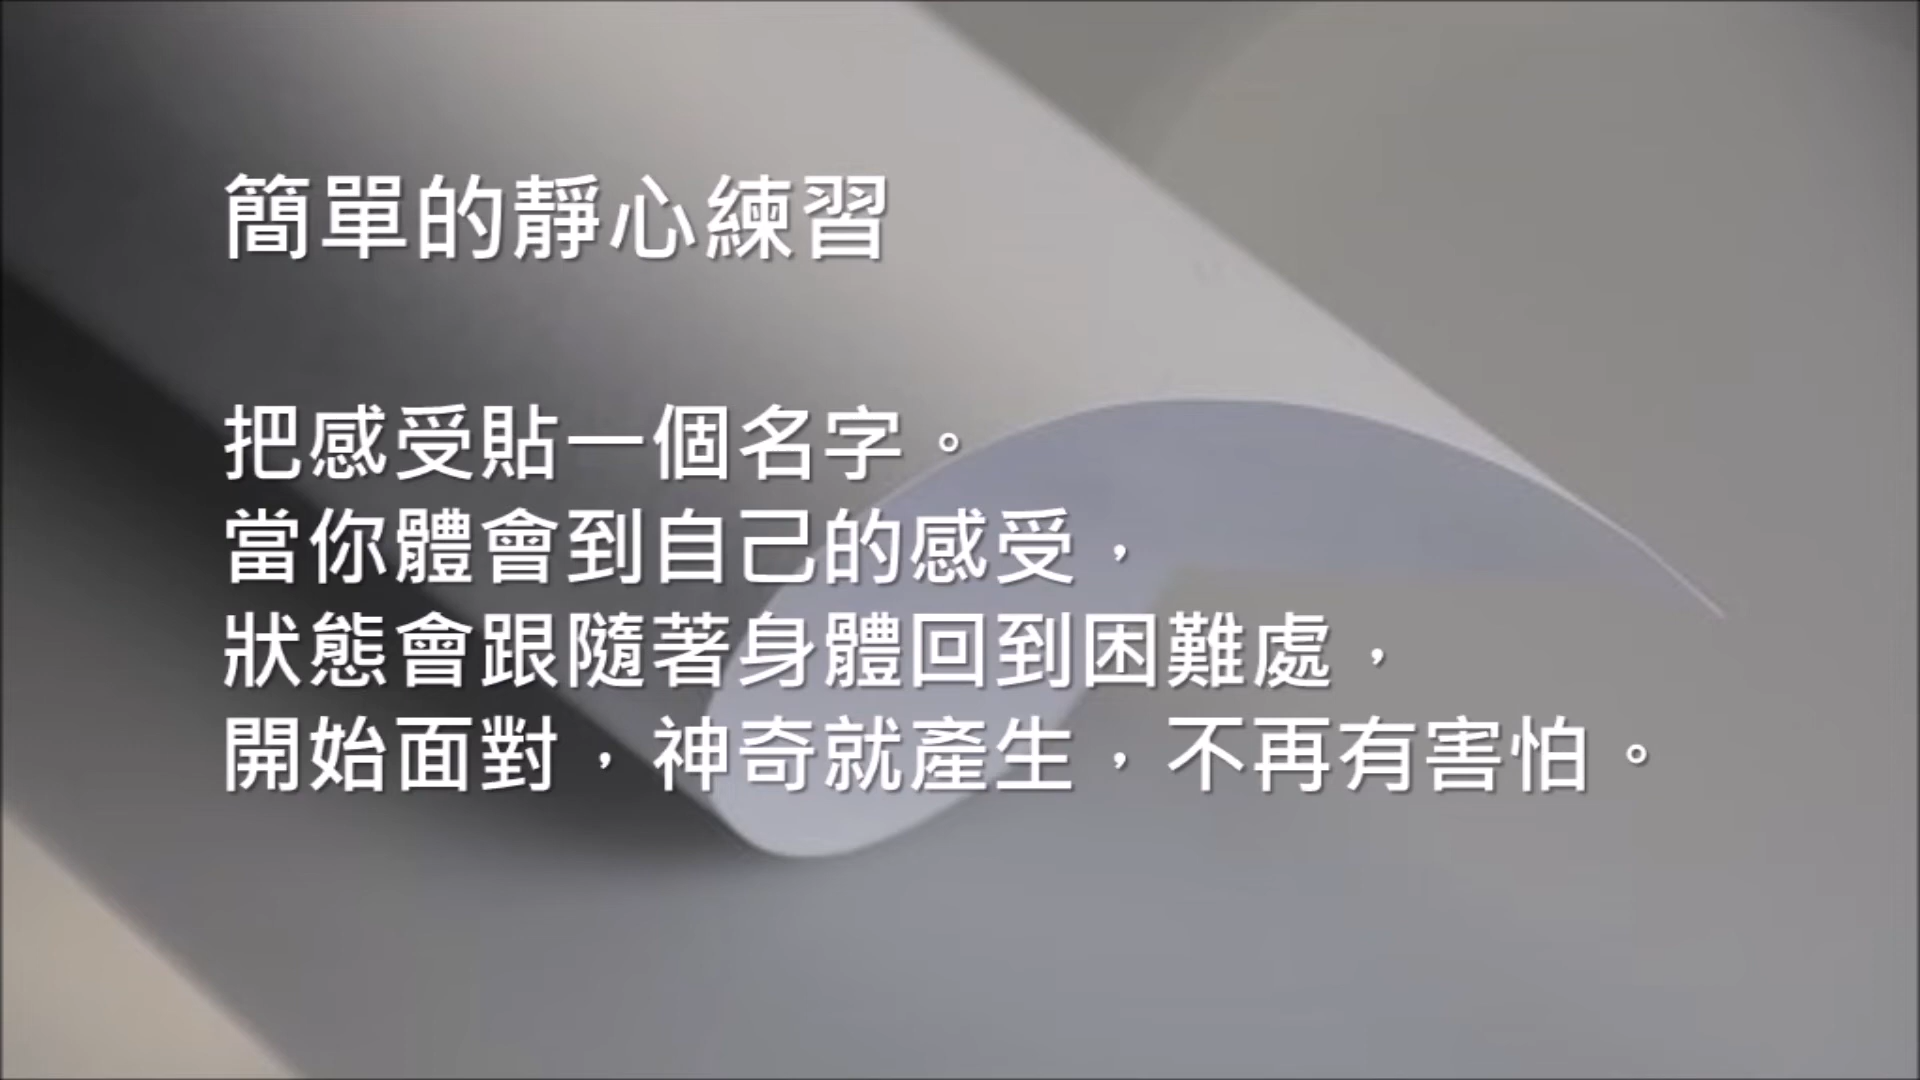 簡單的靜心練習
把感受貼一個名字。
當你體會到自己的感受，
狀態會跟隨著身體回到困難處，
開始面對，神奇就產生，不再有害怕。